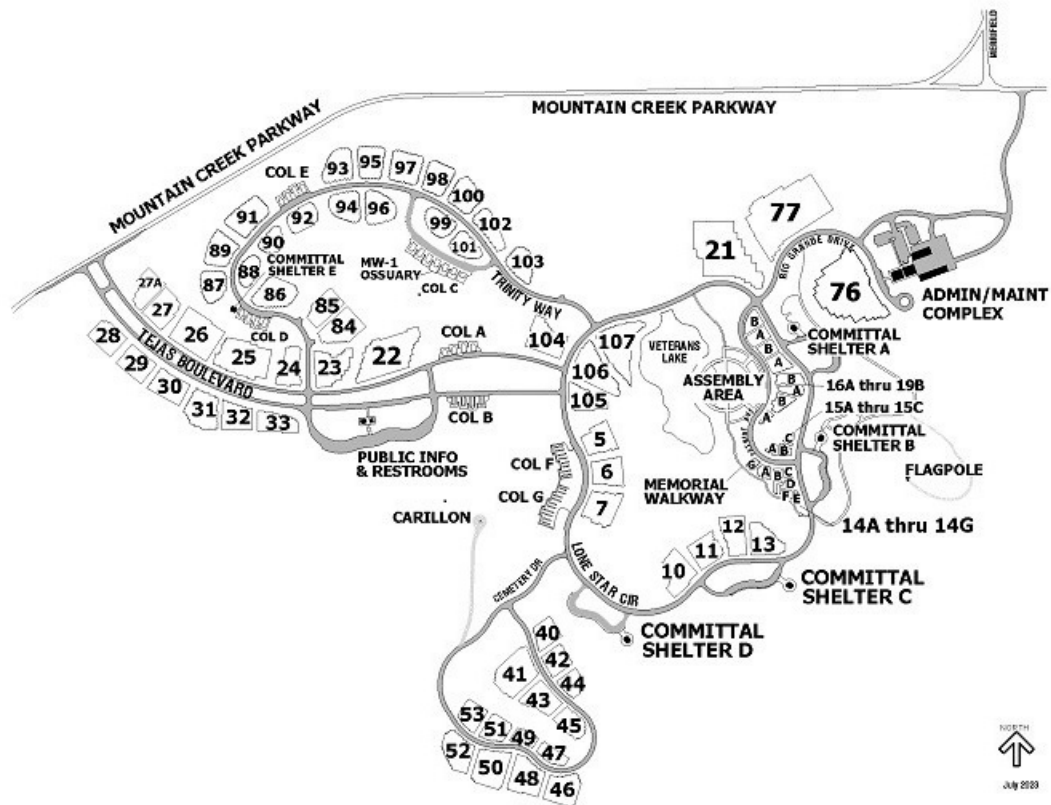 MERRIFIELD
MOUNTAIN CREEK PARKWAY
MOUNTAIN CREEK PARKWAY
COL E
93
95
97
98
100
102
91
92
94
96
99
101
103
89
90
87
88
86
COMMITTAL
SHELTER E
MW-1
OSSUARY
COL C
TRINITY WAY
77
21
RIO GRANDE DRIVE
76
ADMIN/MAINT
COMPLEX
27A
27
26
25
24
28
29
30
31
32
33
TEJAS BOULEVARD
COL D
85
84
23
22
COL A
COL B
104
107
106
105
VETERANS
LAKE
ASSEMBLY
AREA
B
A
B
A
B
A
B
A
COMMITTAL
SHELTER A
16A thru 19B
15A thru 15C
A
B
C
COMMITTAL
SHELTER B
FLAGPOLE
G
A
B
C
D
F
E
MEMORIAL
WALKWAY
14A thru 14G
PUBLIC INFO
& RESTROOMS
COL F
COL G
5
6
7
CARILLON
CEMETERY DR
LONE STAR CIR
10
11
12
13
COMMITTAL
SHELTER C
COMMITTAL
SHELTER D
40
42
41
44
43
45
53
51
49
47
52
50
48
46
NORTH
July 2023